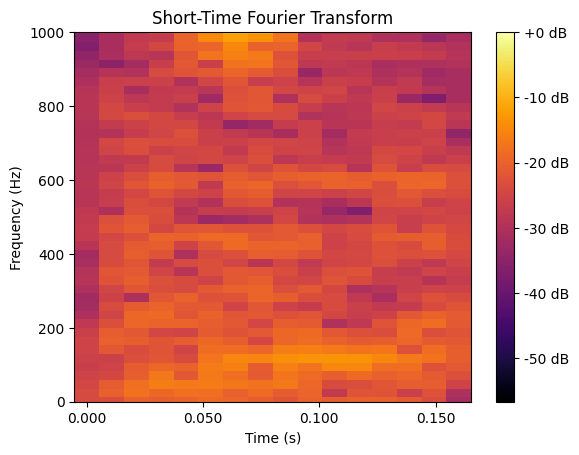 Short-Time Fourier Transform
1000
800
600
400
200
0
Frequency (Hz)
0.000
0.050
0.100
0.150
Time (s)
+0 dB
-10 dB
-20 dB
-30 dB
-40 dB
-50 dB